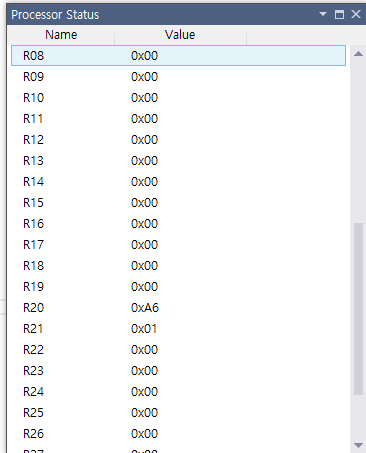 Processor Status
Name Value
R08 0x00
R09 0x00
R10 0x00
R11 0x00
R12 0x00
R13 0x00
R14 0x00
R15 0x00
R16 0x00
R17 0x00
R18 0x00
R19 0x00
R20 0xA6
R21 0x01
R22 0x00
R23 0x00
R24 0x00
R25 0x00
R26 0x00
R27 0x00